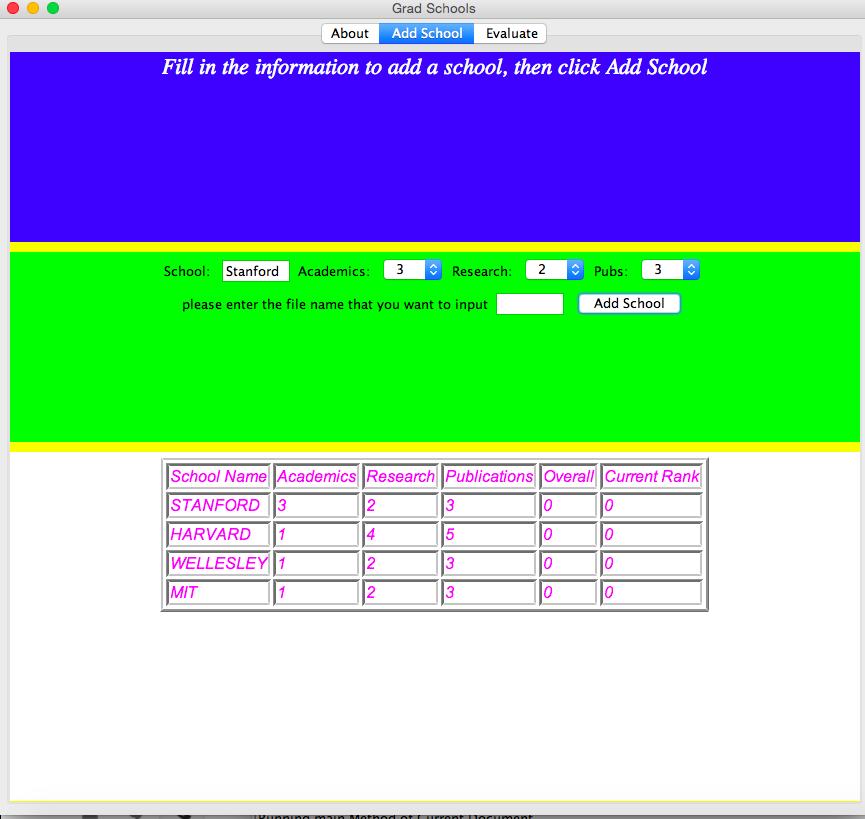 Grad Schools
About Add School Evaluate
Fill in the information to add a school, then click Add School
School: Stanford Academics: 3 Research: 2 Pubs: 3
please enter the file name that you want to input Add School
School Name Academics Research Publications Overall Current Rank
STANFORD 3 2 3 0 0
HARVARD 1 4 5 0 0
WELLESLEY 1 2 3 0 0
MIT 1 2 3 0 0
Running main Method of Current Document